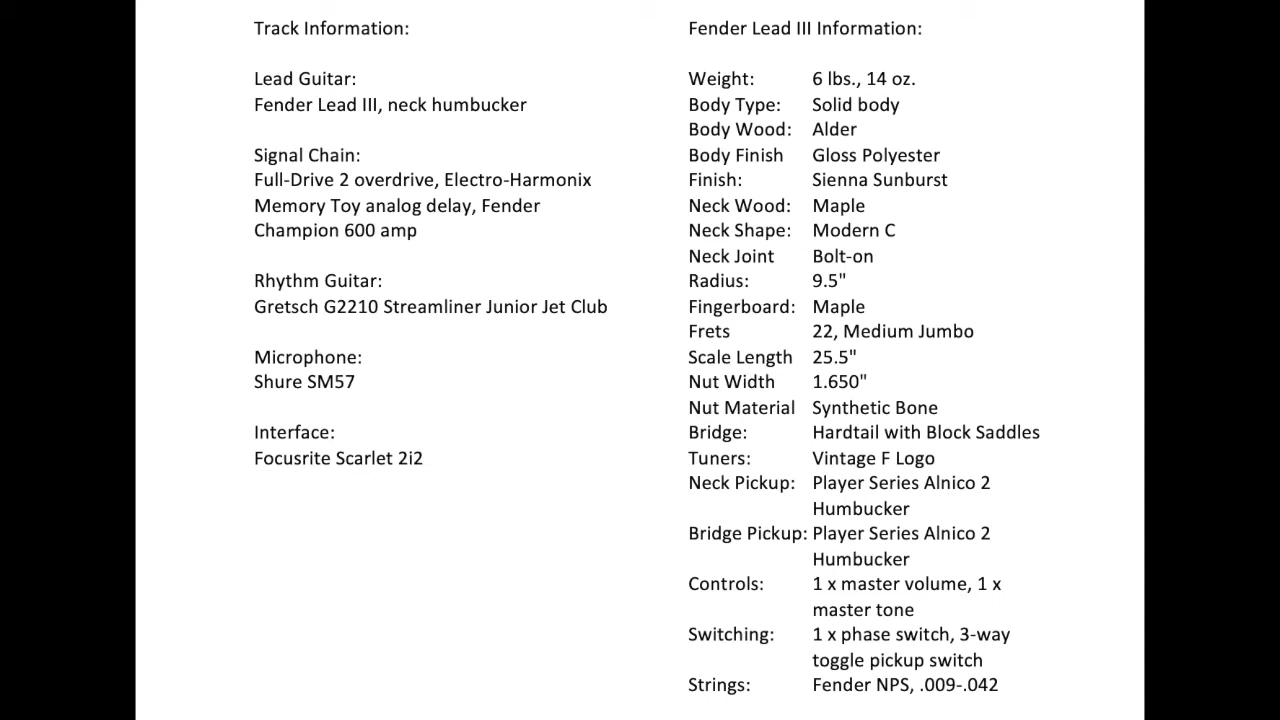 Track Information:
Lead Guitar:
Fender Lead III, neck humbucker
Signal Chain:
Full-Drive 2 overdrive, Electro-Harmonix
Memory Toy analog delay, Fender
Champion 600 amp
Rhythm Guitar:
Gretsch G2210 Streamliner Junior Jet Club
Microphone:
Shure SM57
Interface:
Focusrite Scarlet 2i2
Fender Lead III Information:
Weight: 6 lbs., 14 oz.
Body Type: Solid body
Body Wood: Alder
Body Finish Gloss Polyester
Finish: Sienna Sunburst
Neck Wood: Maple
Neck Shape: Modern C
Neck Joint Bolt-on
Radius: 9.5"
Fingerboard: Maple
Frets 22, Medium Jumbo
Scale Length 25.5"
Nut Width 1.650"
Nut Material Synthetic Bone
Bridge: Hardtail with Block Saddles
Tuners: Vintage F Logo
Neck Pickup: Player Series Alnico 2
Humbucker
Bridge Pickup: Player Series Alnico 2
Humbucker
Controls: 1 x master volume, 1 x
master tone
Switching: 1 x phase switch, 3-way
toggle pickup switch
Strings: Fender NPS, .009-.042